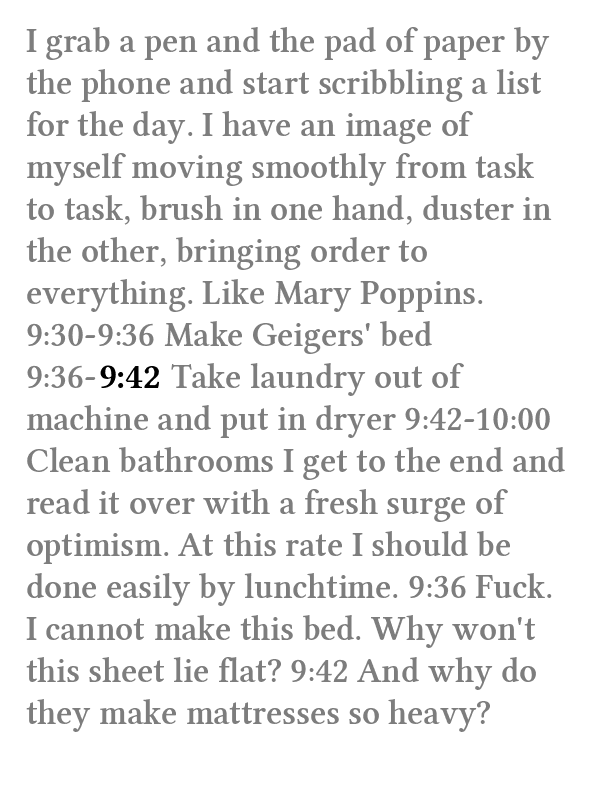 I grab a pen and the pad of paper by
the phone and start scribbling a list
for the day. I have an image of
myself moving smoothly from task
to task, brush in one hand, duster in
the other, bringing order to
everything. Like Mary Poppins.
9:30-9:36 Make Geigers' bed
9:36-9:42 Take laundry out of
machine and put in dryer 9:42-10:00
Clean bathrooms I get to the end and
read it over with a fresh surge of
optimism. At this rate I should be
done easily by lunchtime. 9:36 Fuck.
I cannot make this bed. Why won't
this sheet lie flat? 9:42 And why do
they make mattresses so heavy?